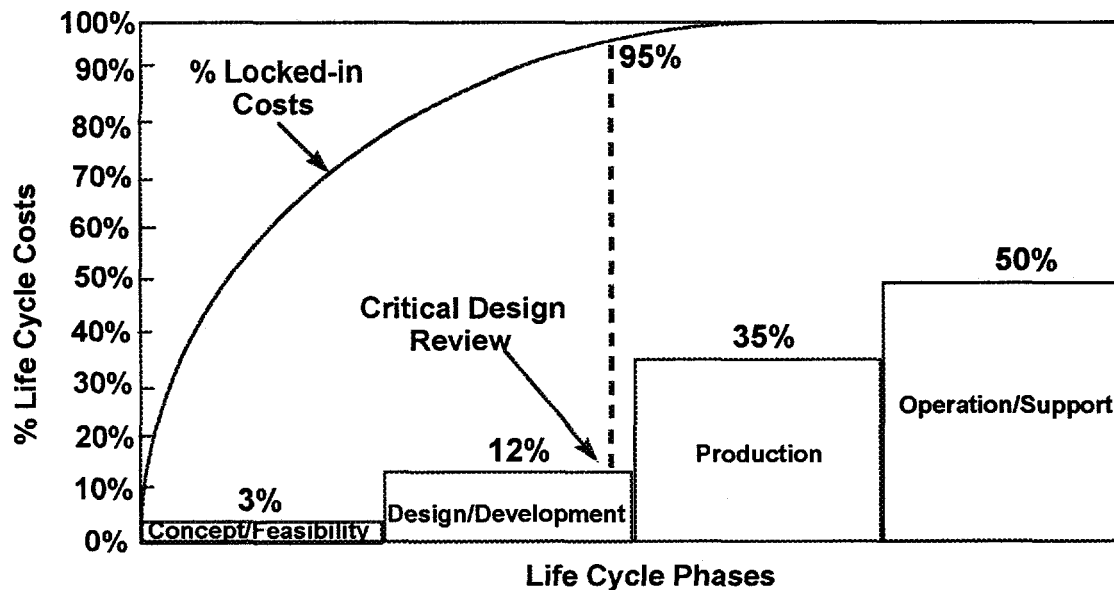 100%
90%
80%
70%
60%
50%
40%
30%
20%
10%
0%
% Life Cycle Costs
% Locked-in
Costs
95%
Critical Design
Review
3%
Concept/Feasibility
12%
Design/Development
35%
Production
50%
Operation/Support
Life Cycle Phases